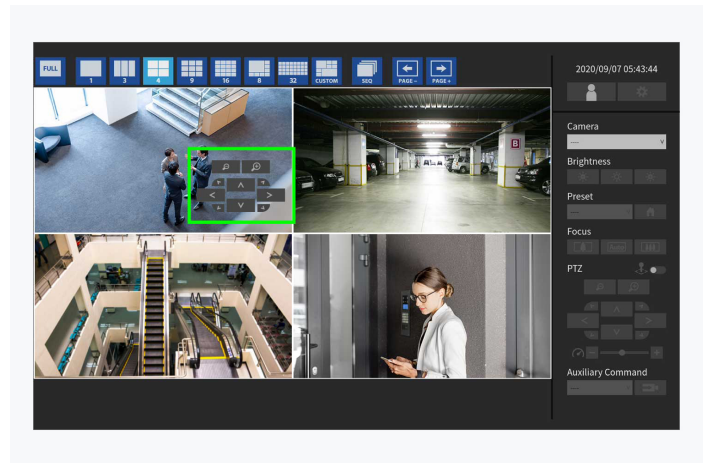 FULL
1
3
4
9
16
8
32
CUSTOM
SEQ
PAGE -
PAGE +
2020/09/07 05:43:44
Camera
----
Brightness
Preset
----
B
Focus
Auto
PTZ
Auxiliary Command
----